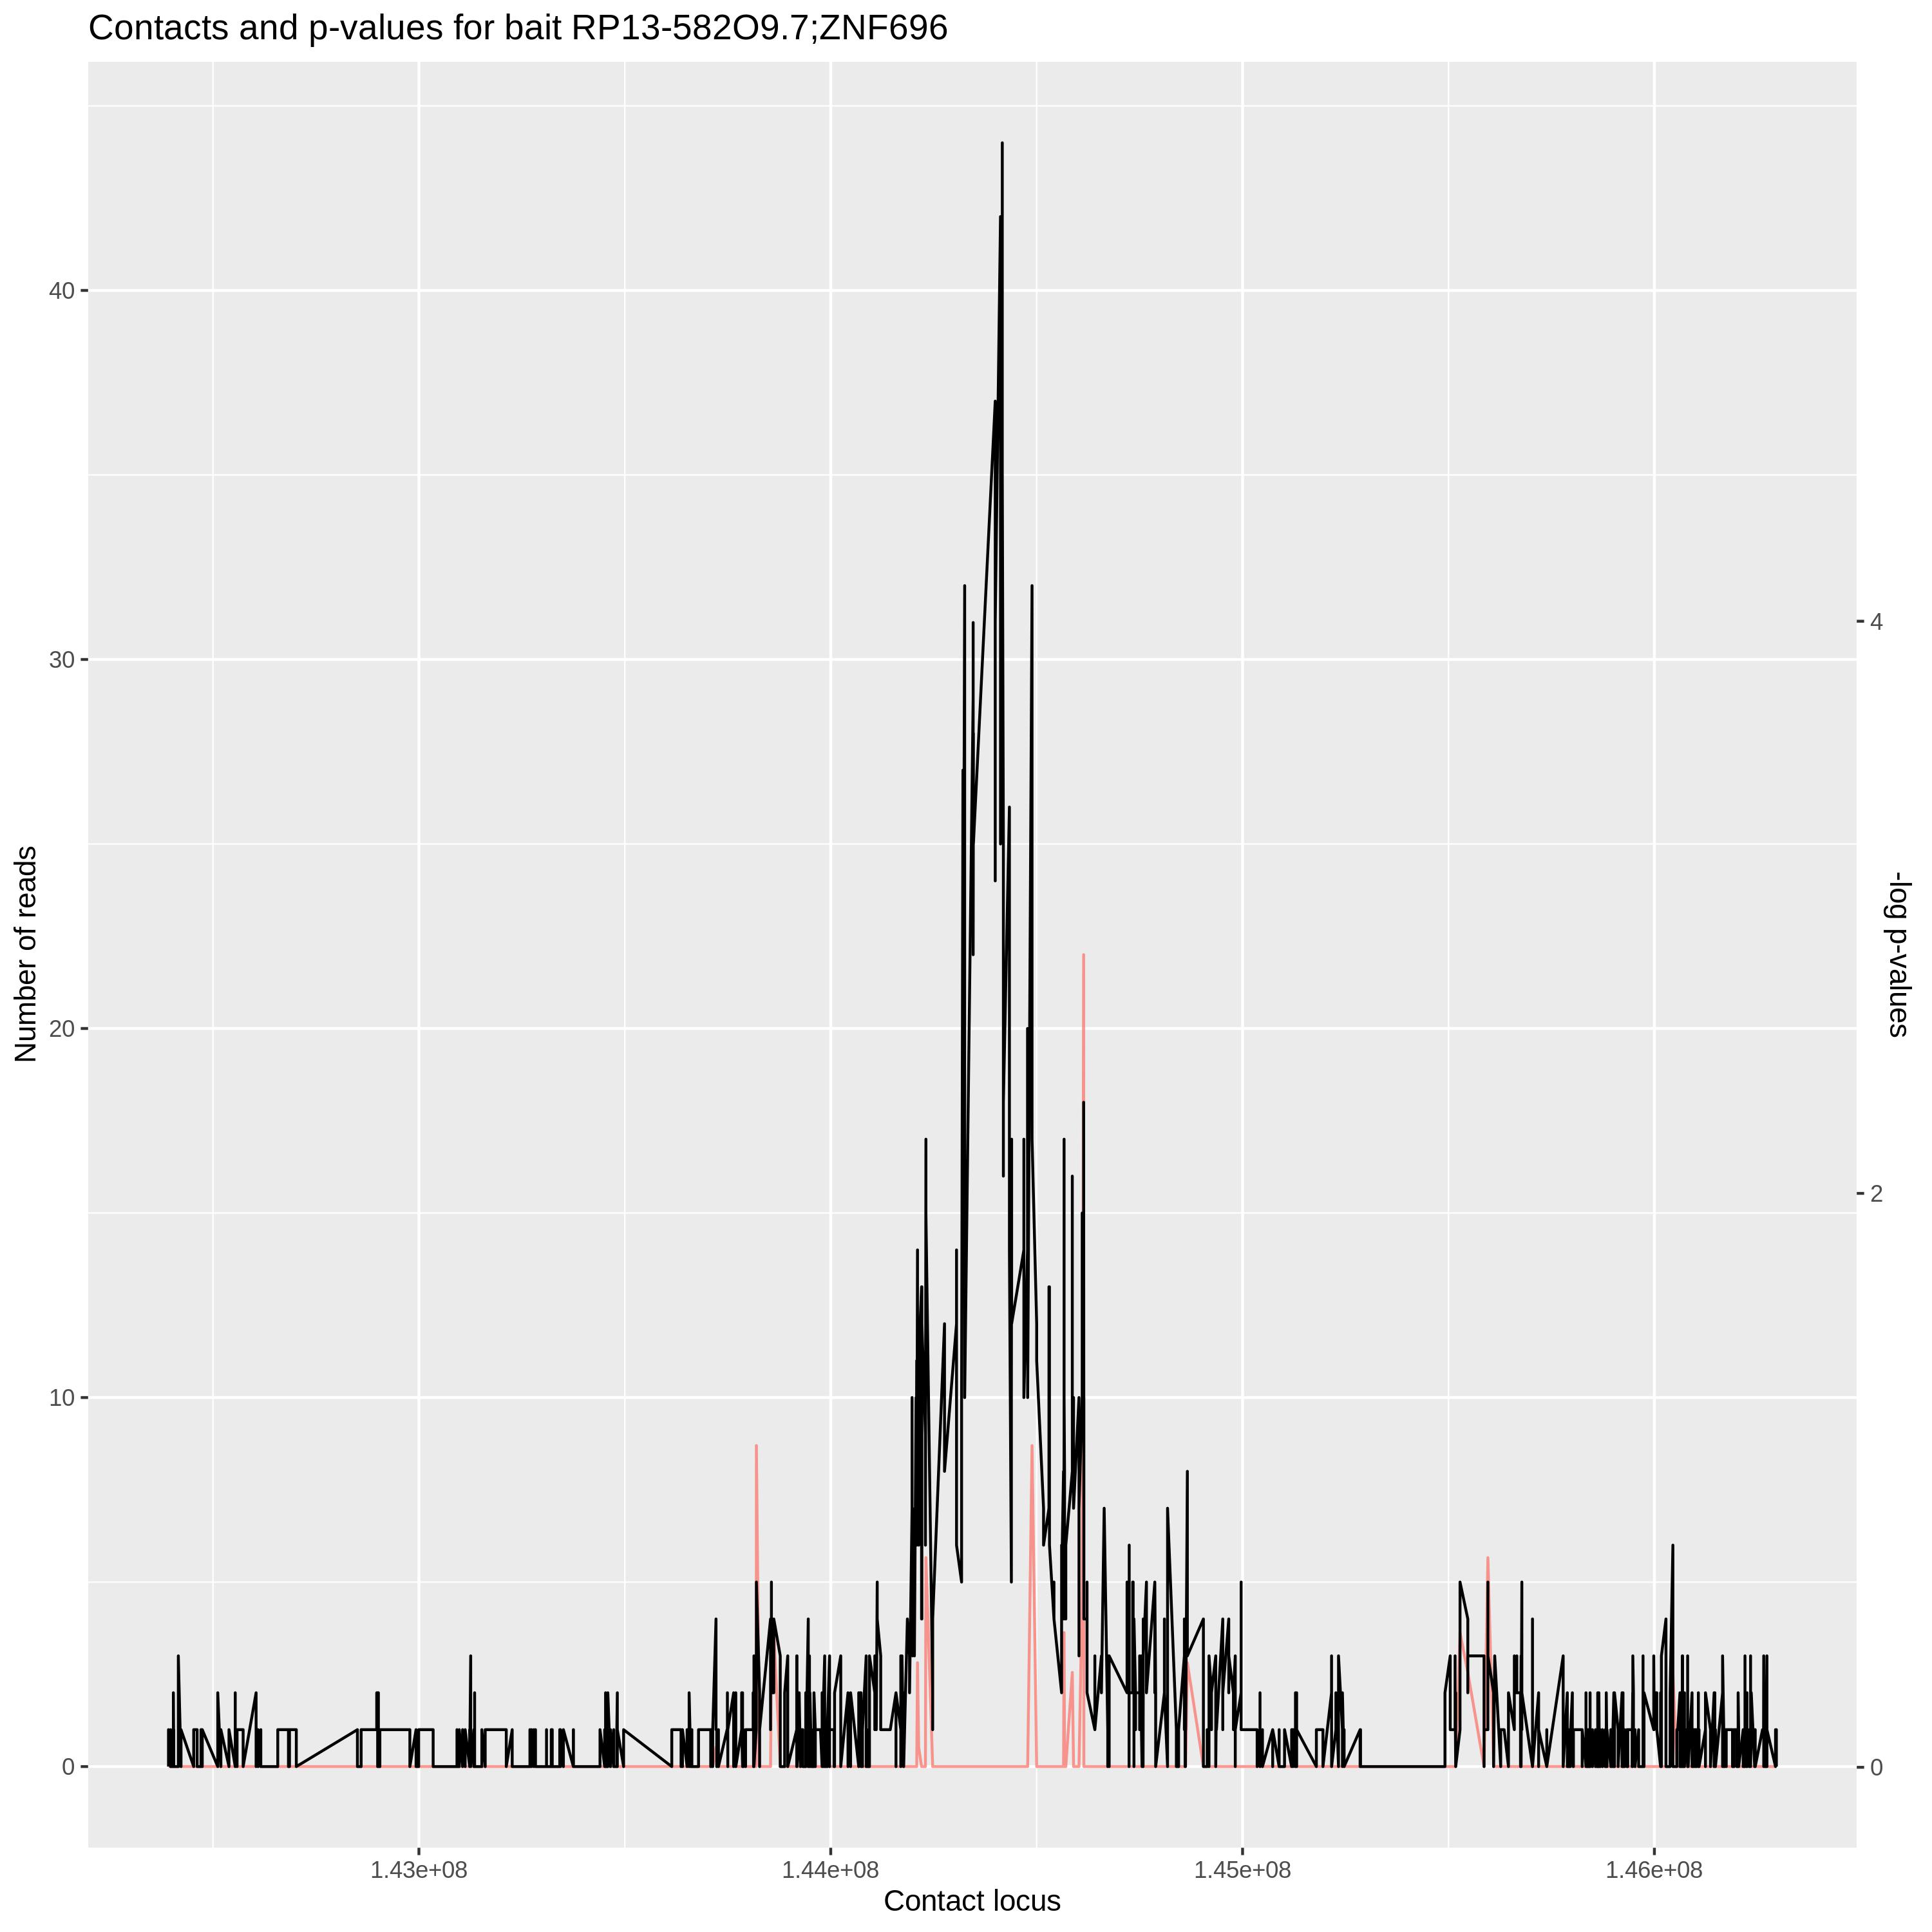 Contacts and p-values for bait RP13-582O9.7;ZNF696
40
30
20
10
0
Number of reads
4
2
0
-log p-values
1.43e+08
1.44e+08
1.45e+08
1.46e+08
Contact locus